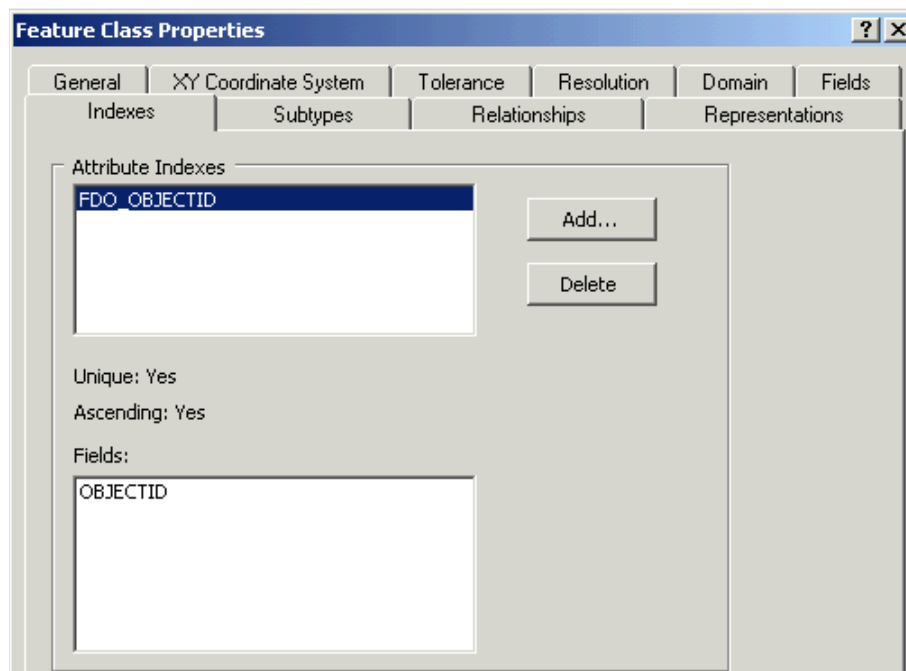 Feature Class Properties
? X
General XY Coordinate System Tolerance Resolution Domain Fields
Indexes Subtypes Relationships Representations
Attribute Indexes
FDO_OBJECTID
Add...
Delete
Unique: Yes
Ascending: Yes
Fields:
OBJECTID